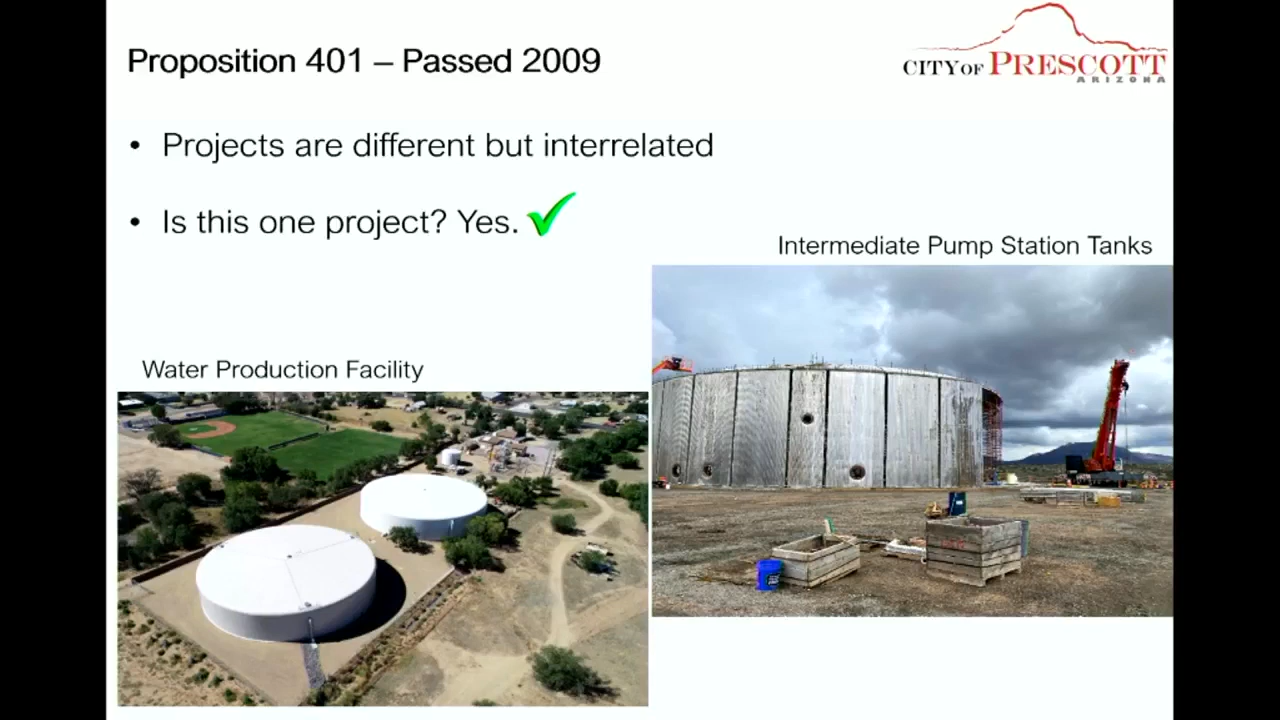 Proposition 401 – Passed 2009
CITY OF PRESCOTT
ARIZONA
• Projects are different but interrelated
• Is this one project? Yes.
Intermediate Pump Station Tanks
Water Production Facility